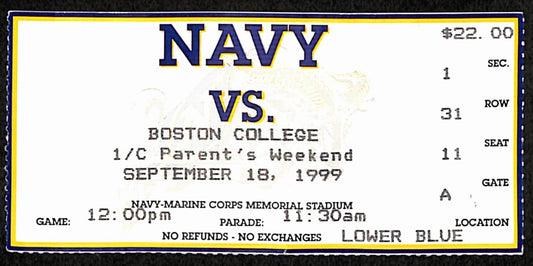 NAVY
$22.00
1 SEC.
VS.
31 ROW
BOSTON COLLEGE
1/C Parent's Weekend
11 SEAT
SEPTEMBER 18, 1999
A GATE
NAVY-MARINE CORPS MEMORIAL STADIUM
GAME: 12:00pm PARADE: 11:30am LOCATION
NO REFUNDS - NO EXCHANGES LOWER BLUE